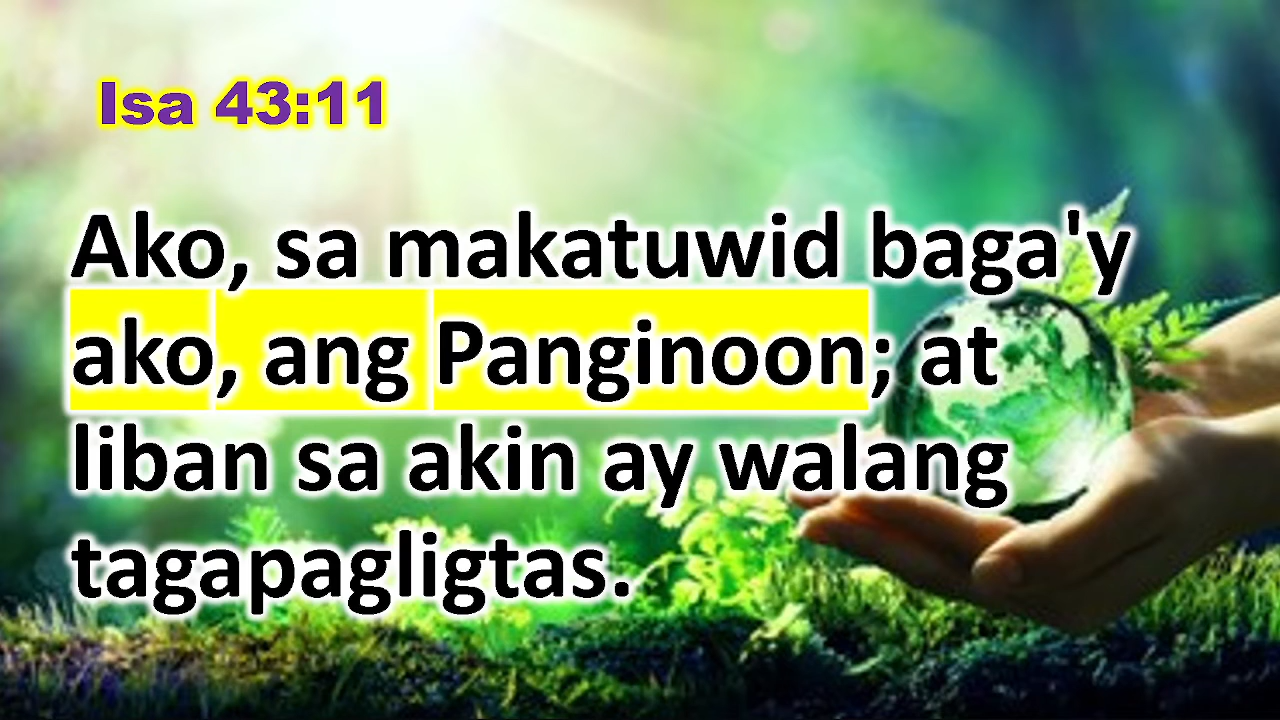 Isa 43:11
Ako, sa makatuwid baga'y
ako, ang Panginoon; at
liban sa akin ay walang
tagapagligtas.